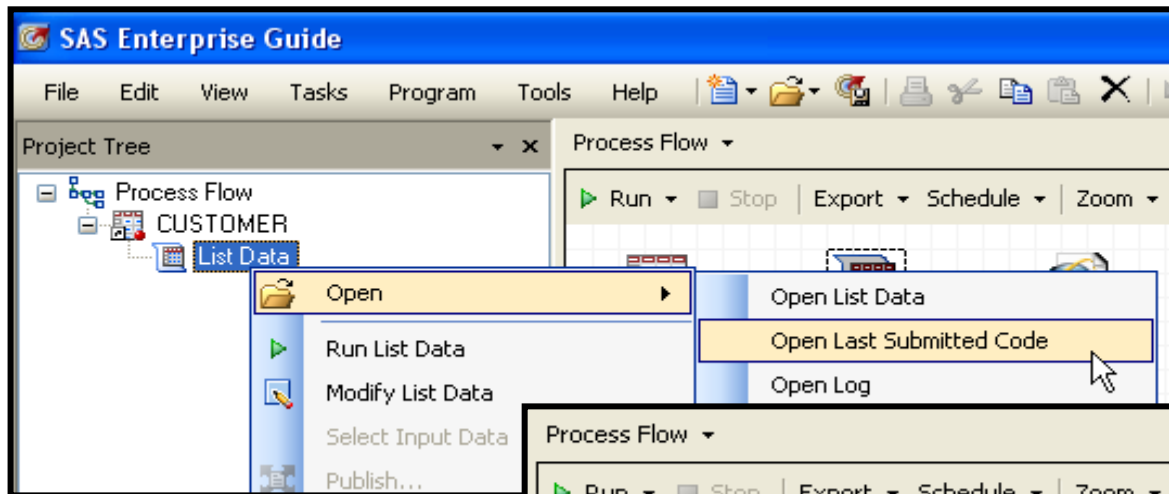 SAS Enterprise Guide
File Edit View Tasks Program Tools Help
Project Tree
Process Flow
CUSTOMER
List Data
Process Flow
Run Stop Export Schedule Zoom
Open
Run List Data
Modify List Data
Select Input Data
Publish...
Open List Data
Open Last Submitted Code
Open Log
Process Flow
Run Stop Export Schedule Zoom